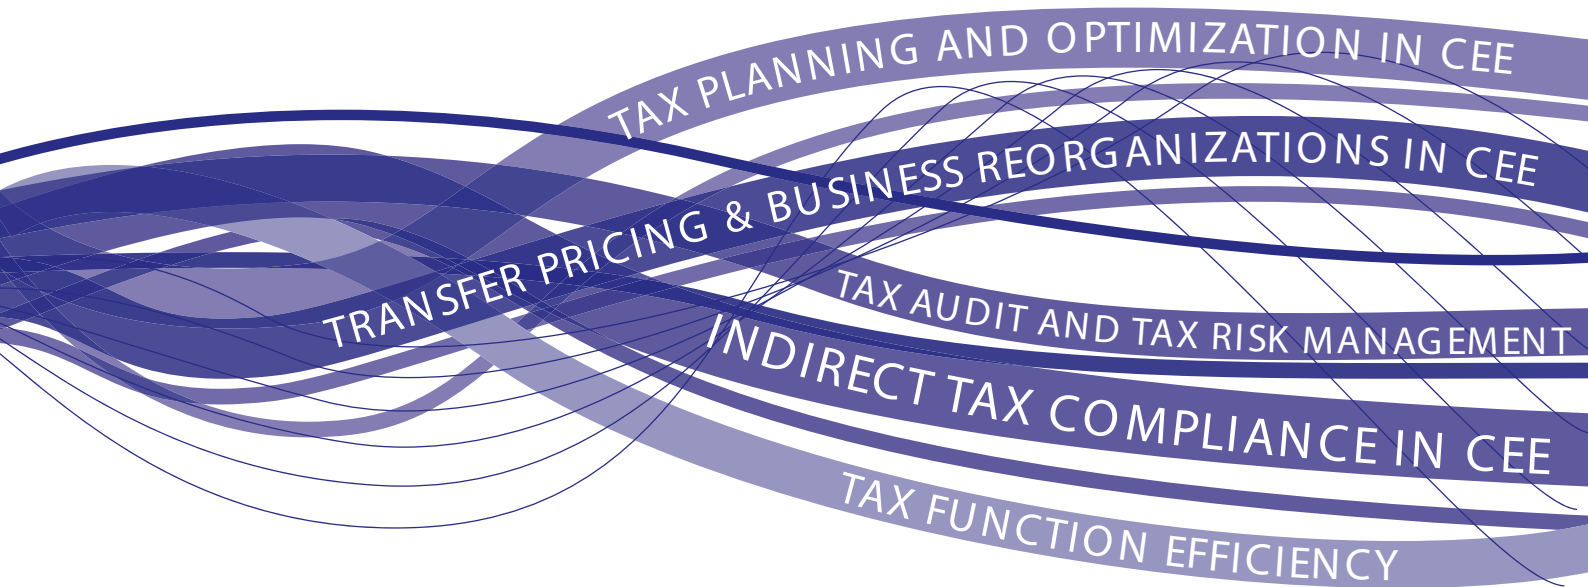 TAX PLANNING AND OPTIMIZATION IN CEE
TRANSFER PRICING & BUSINESS REORGANIZATIONS IN CEE
TAX AUDIT AND TAX RISK MANAGEMENT
INDIRECT TAX COMPLIANCE IN CEE
TAX FUNCTION EFFICIENCY